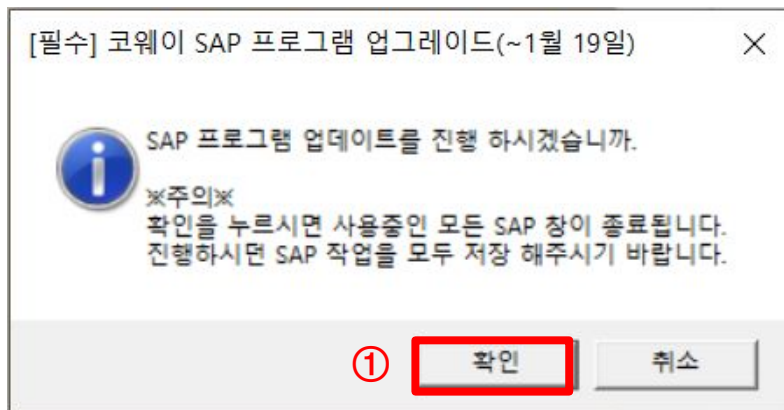 [필수] 코웨이 SAP 프로그램 업그레이드(~1월 19일)
SAP 프로그램 업데이트를 진행 하시겠습니까.
※주의※
확인을 누르시면 사용중인 모든 SAP 창이 종료됩니다.
진행하시던 SAP 작업을 모두 저장 해주시기 바랍니다.
① 확인 취소